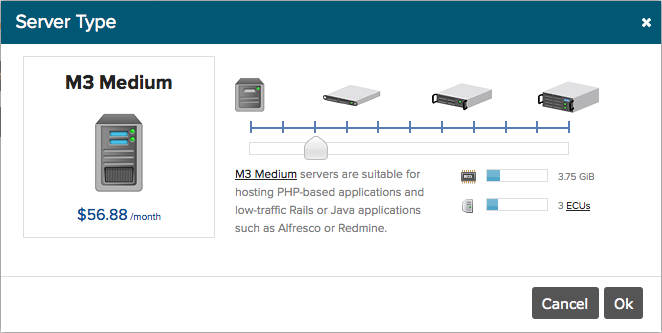 Server Type
M3 Medium
$56.88 /month
M3 Medium servers are suitable for
hosting PHP-based applications and
low-traffic Rails or Java applications
such as Alfresco or Redmine.
3.75 GiB
3 ECUs
Cancel
Ok